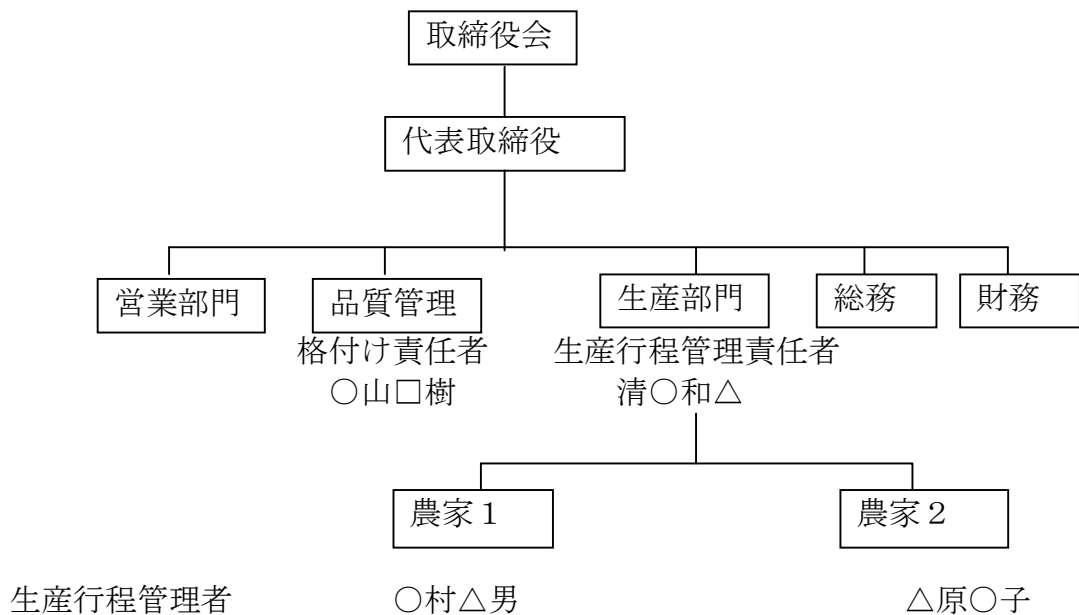 取締役会
代表取締役
営業部門 品質管理 生産部門 総務 財務
格付け責任者 生産行程管理責任者
○山□樹 清○和△
農家１ 農家２
生産行程管理者 ○村△男 △原○子